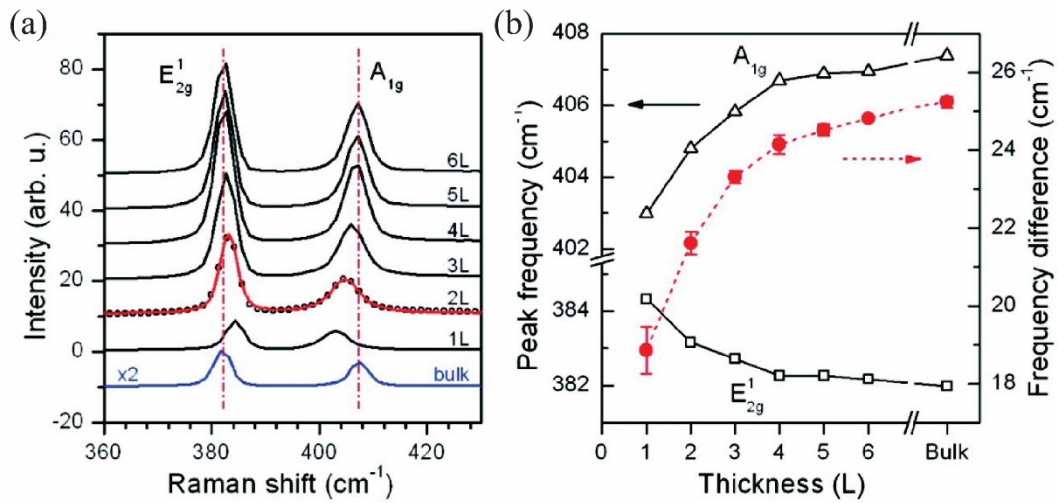 (a)
80
60
40
20
0
-20
Intensity (arb. u.)
E¹₂g
A₁g
6L
5L
4L
3L
2L
1L
x2
bulk
360
380
400
420
Raman shift (cm⁻¹)
(b)
408
406
404
402
384
382
Peak frequency (cm⁻¹)
A₁g
E¹₂g
26
24
22
20
18
Frequency difference (cm⁻¹)
0
1
2
3
4
5
6
Bulk
Thickness (L)